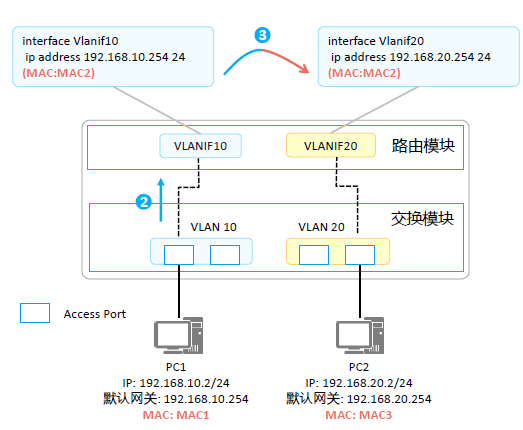 interface Vlanif10
ip address 192.168.10.254 24
(MAC:MAC2)
3
interface Vlanif20
ip address 192.168.20.254 24
(MAC:MAC2)
VLANIF10
VLANIF20
路由模块
2
VLAN 10
VLAN 20
交换模块
Access Port
PC1
IP: 192.168.10.2/24
默认网关: 192.168.10.254
MAC: MAC1
PC2
IP: 192.168.20.2/24
默认网关: 192.168.20.254
MAC: MAC3